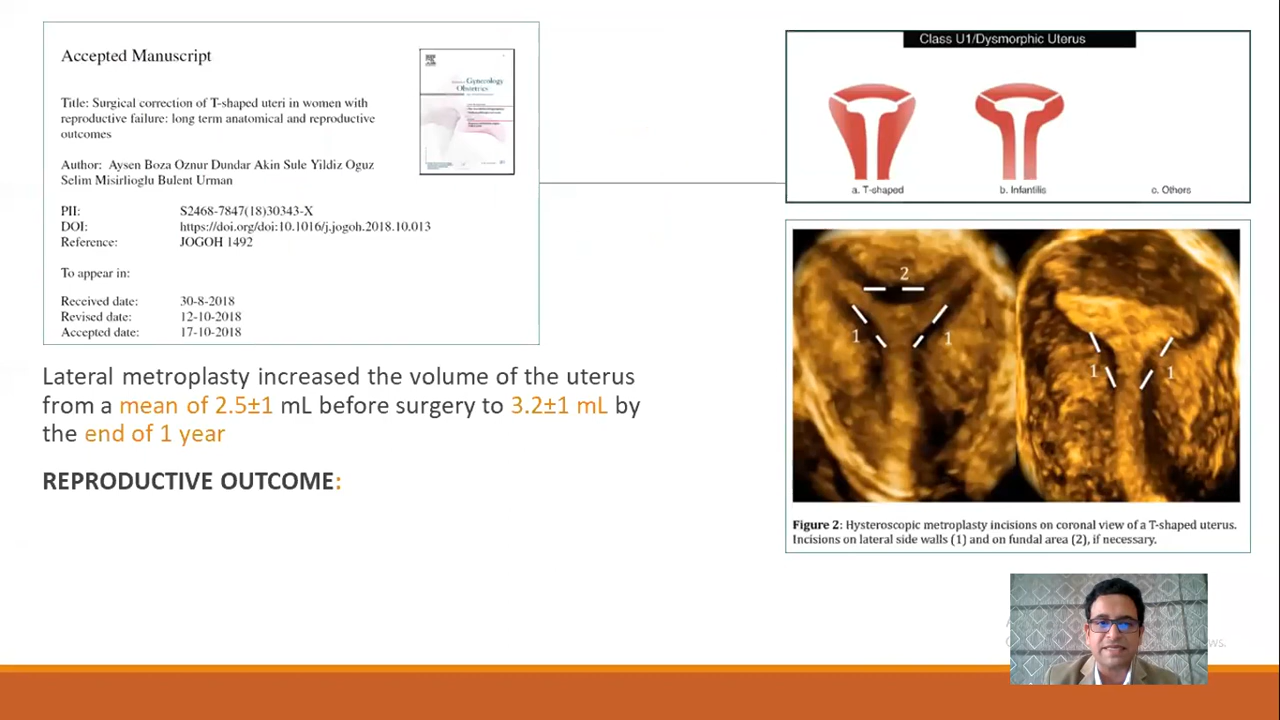 Accepted Manuscript
Title: Surgical correction of T-shaped uteri in women with
reproductive failure: long term anatomical and reproductive
outcomes
Author: Aysen Boza Oznur Dundar Akin Sule Yildiz Oguz
Selim Misirlioglu Bulent Urman
PII: S2468-7847(18)30343-X
DOI: https://doi.org/doi:10.1016/j.jogoh.2018.10.013
Reference: JOGOH 1492
To appear in:
Received date: 30-8-2018
Revised date: 12-10-2018
Accepted date: 17-10-2018
Gynecology
Obstetrics
Lateral metroplasty increased the volume of the uterus
from a mean of 2.5±1 mL before surgery to 3.2±1 mL by
the end of 1 year
REPRODUCTIVE OUTCOME:
Class U1/Dysmorphic Uterus
a. T-shaped b. Infantilis c. Others
2
1 1 1 1
Figure 2: Hysteroscopic metroplasty incisions on coronal view of a T-shaped uterus.
Incisions on lateral side walls (1) and on fundal area (2), if necessary.